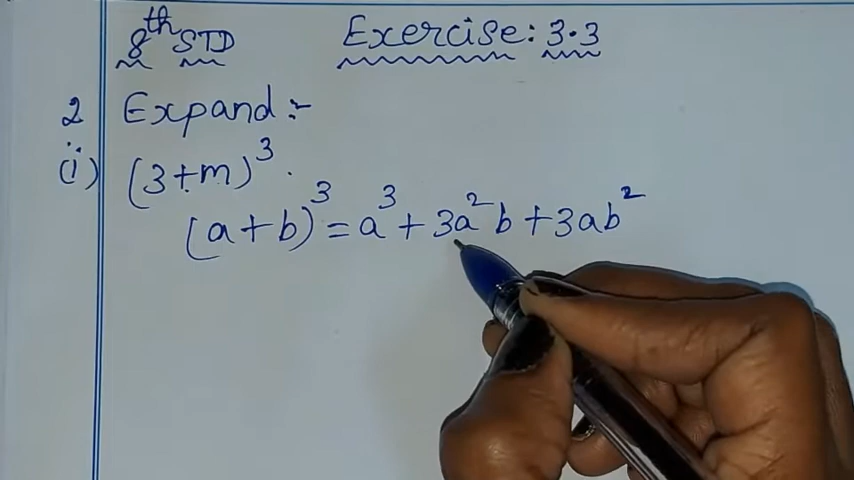 8th STD Exercise: 3.3
2 Expand :-
(i) (3+m)³.
(a+b)³ = a³ + 3a²b + 3ab²